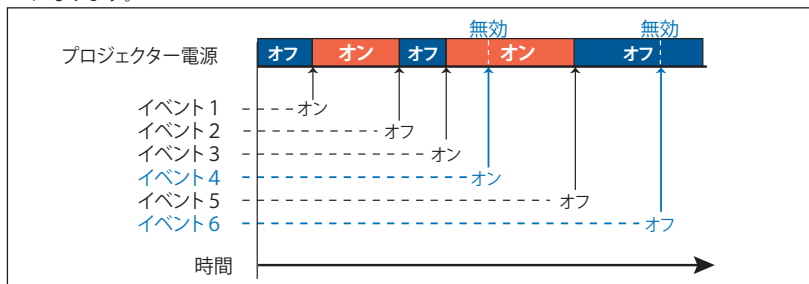 無効 無効
プロジェクター電源 オフ オン オフ オン オフ
イベント 1 オン
イベント 2 オフ
イベント 3 オン
イベント 4 オン
イベント 5 オフ
イベント 6 オフ
時間